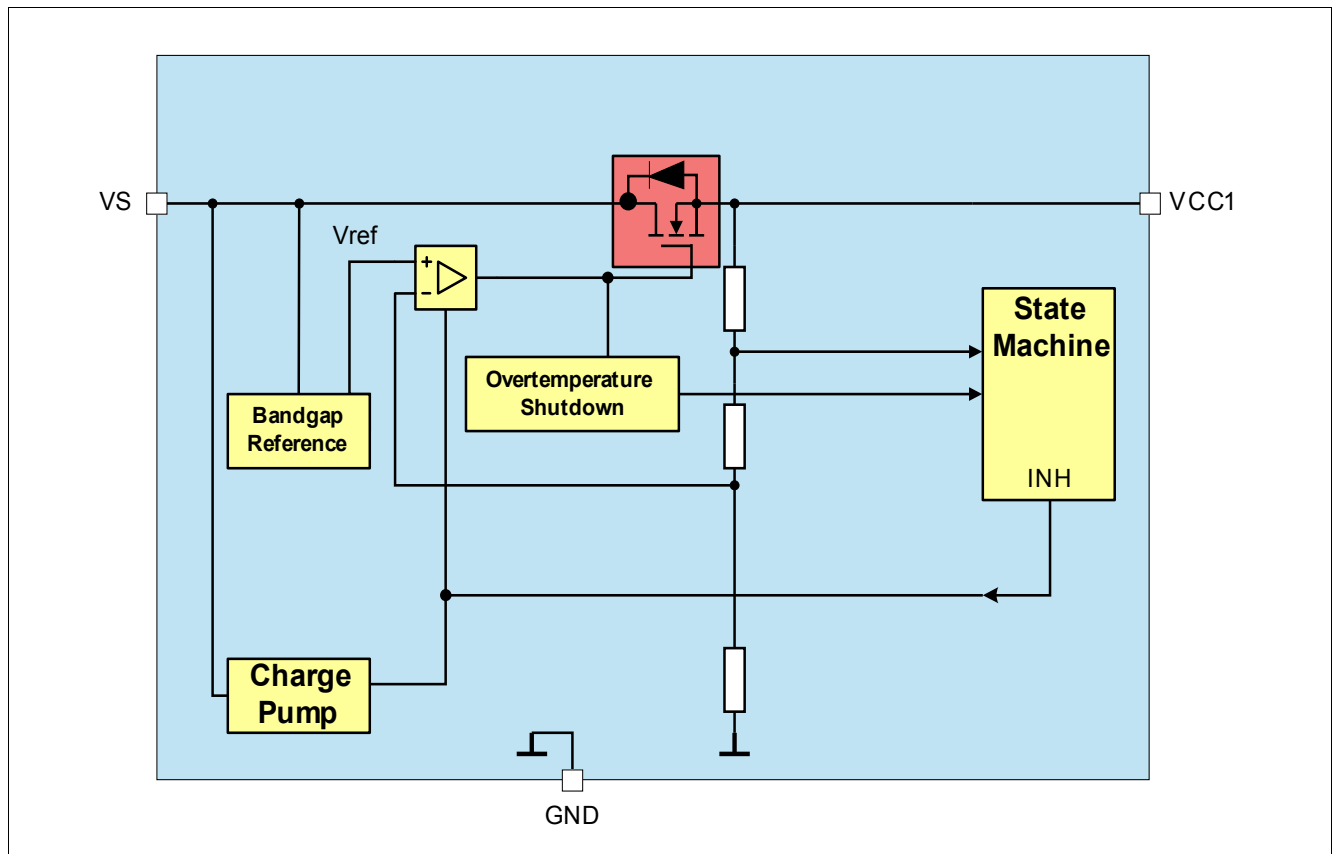 VS
VCC1
Vref
+
-
State
Machine
Overtemperature
Shutdown
Bandgap
Reference
INH
Charge
Pump
GND